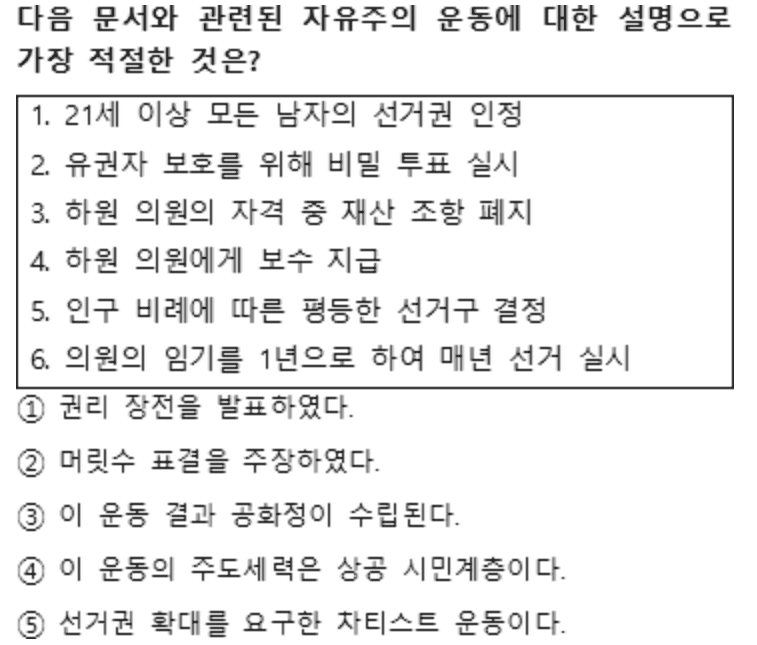 다음 문서와 관련된 자유주의 운동에 대한 설명으로
가장 적절한 것은?
1. 21세 이상 모든 남자의 선거권 인정
2. 유권자 보호를 위해 비밀 투표 실시
3. 하원 의원의 자격 중 재산 조항 폐지
4. 하원 의원에게 보수 지급
5. 인구 비례에 따른 평등한 선거구 결정
6. 의원의 임기를 1년으로 하여 매년 선거 실시
① 권리 장전을 발표하였다.
② 머릿수 표결을 주장하였다.
③ 이 운동 결과 공화정이 수립된다.
④ 이 운동의 주도세력은 상공 시민계층이다.
⑤ 선거권 확대를 요구한 차티스트 운동이다.